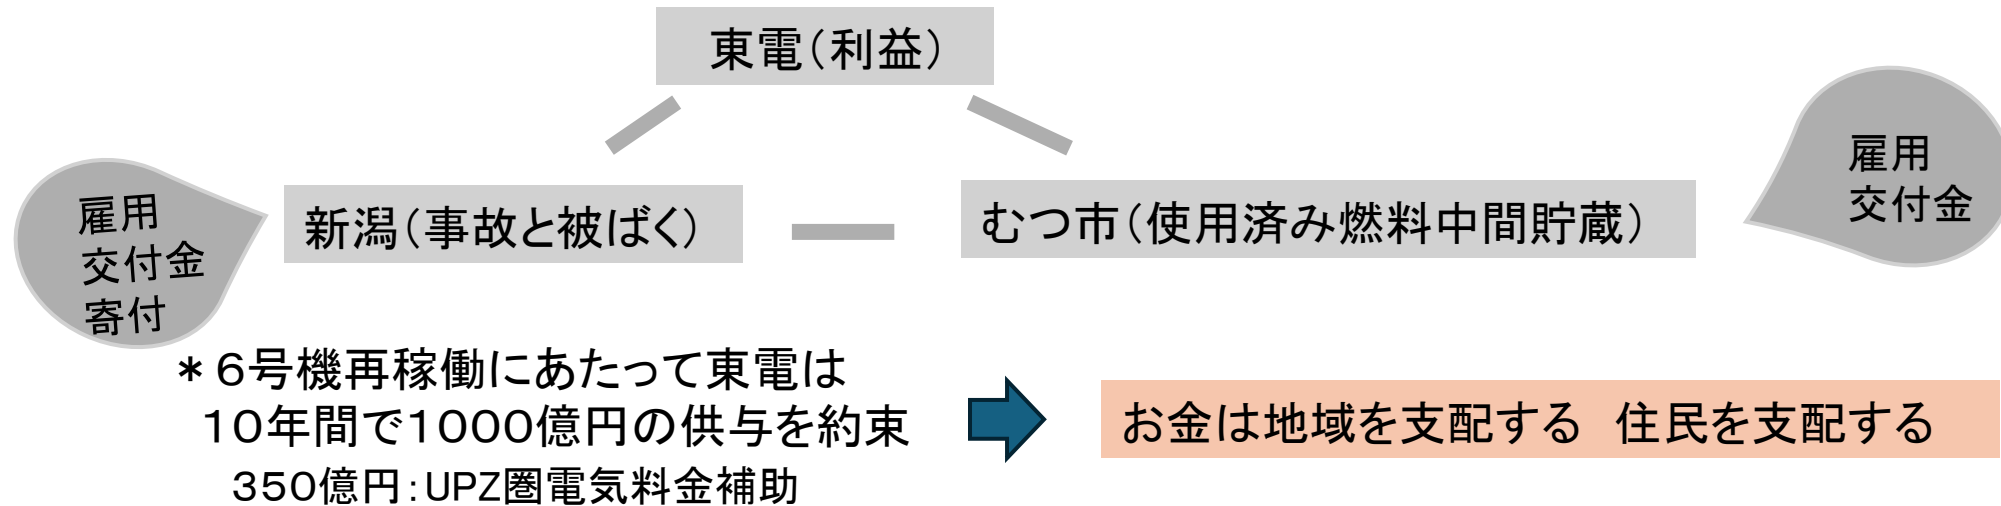 東電（利益）
雇用
交付金
雇用
交付金
寄付
新潟（事故と被ばく）
むつ市（使用済み燃料中間貯蔵）
＊６号機再稼働にあたって東電は
１０年間で１０００億円の供与を約束
３５０億円：UPZ圏電気料金補助
お金は地域を支配する　住民を支配する